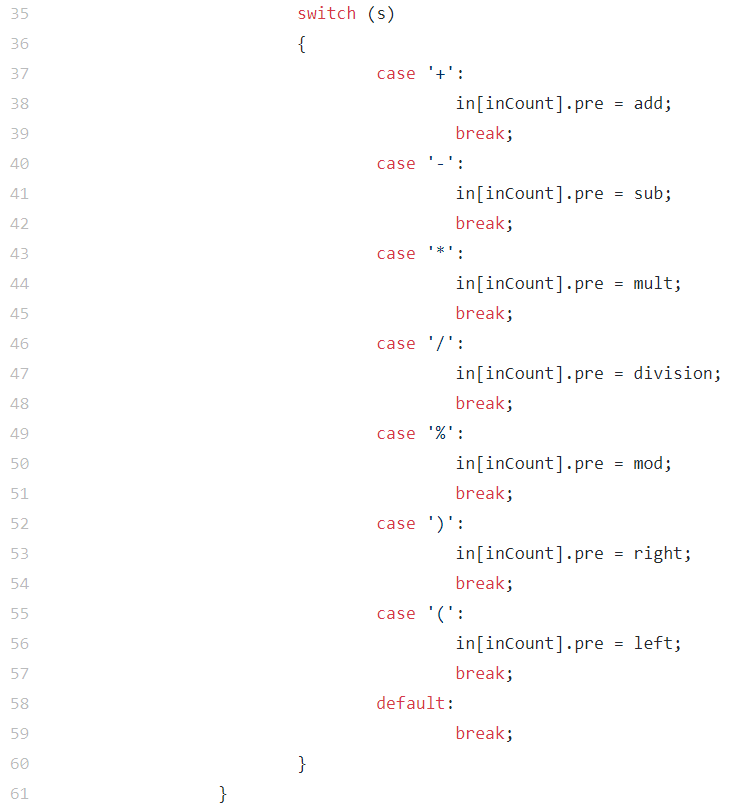 35 switch (s)
36 {
37 case '+':
38 in[inCount].pre = add;
39 break;
40 case '-':
41 in[inCount].pre = sub;
42 break;
43 case '*':
44 in[inCount].pre = mult;
45 break;
46 case '/':
47 in[inCount].pre = division;
48 break;
49 case '%':
50 in[inCount].pre = mod;
51 break;
52 case ')':
53 in[inCount].pre = right;
54 break;
55 case '(':
56 in[inCount].pre = left;
57 break;
58 default:
59 break;
60 }
61 }